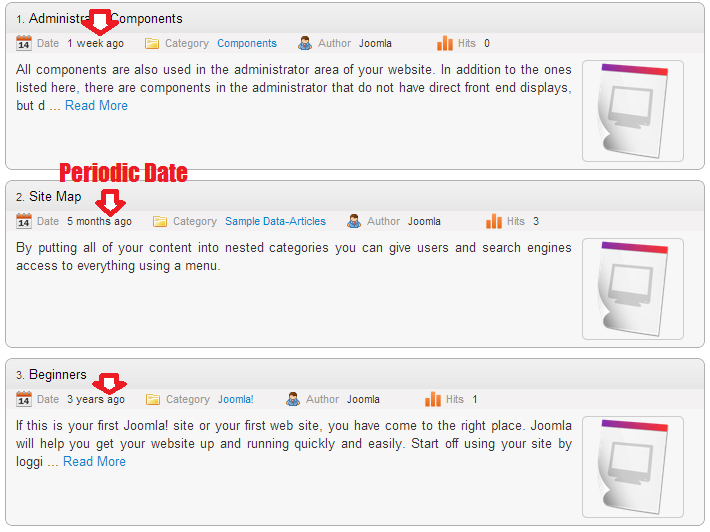 1. Administrator Components
14 Date 1 week ago Category Components Author Joomla Hits 0
All components are also used in the administrator area of your website. In addition to the ones
listed here, there are components in the administrator that do not have direct front end displays,
but d ... Read More
Periodic Date
2. Site Map
14 Date 5 months ago Category Sample Data-Articles Author Joomla Hits 3
By putting all of your content into nested categories you can give users and search engines
access to everything using a menu.
3. Beginners
14 Date 3 years ago Category Joomla! Author Joomla Hits 1
If this is your first Joomla! site or your first web site, you have come to the right place. Joomla
will help you get your website up and running quickly and easily. Start off using your site by
loggi ... Read More